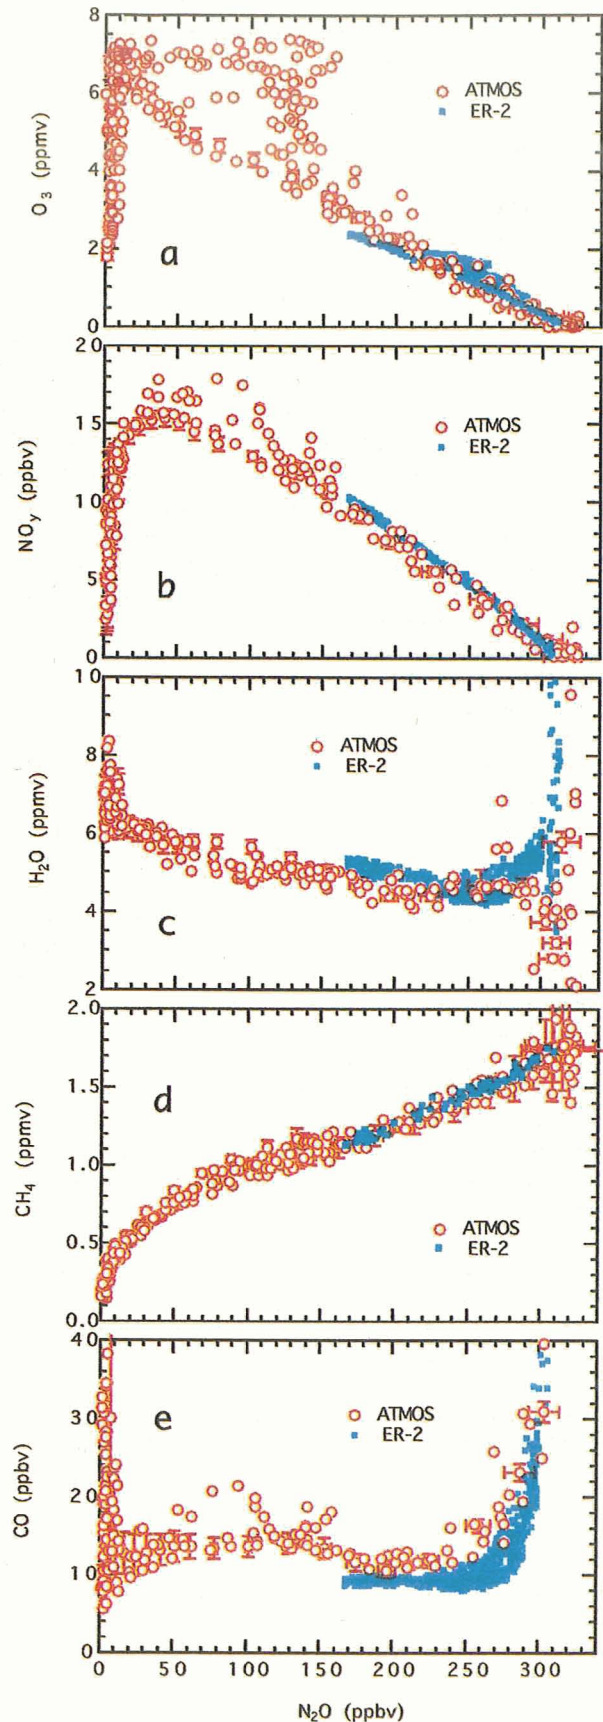 8
6
4
2
0
O3 (ppmv)
ATMOS
ER-2
a
20
15
10
5
0
NOy (ppbv)
ATMOS
ER-2
b
10
8
6
4
2
H2O (ppmv)
ATMOS
ER-2
c
2.0
1.5
1.0
0.5
0.0
CH4 (ppmv)
d
ATMOS
ER-2
40
30
20
10
0
CO (ppbv)
e
ATMOS
ER-2
0 50 100 150 200 250 300
N2O (ppbv)